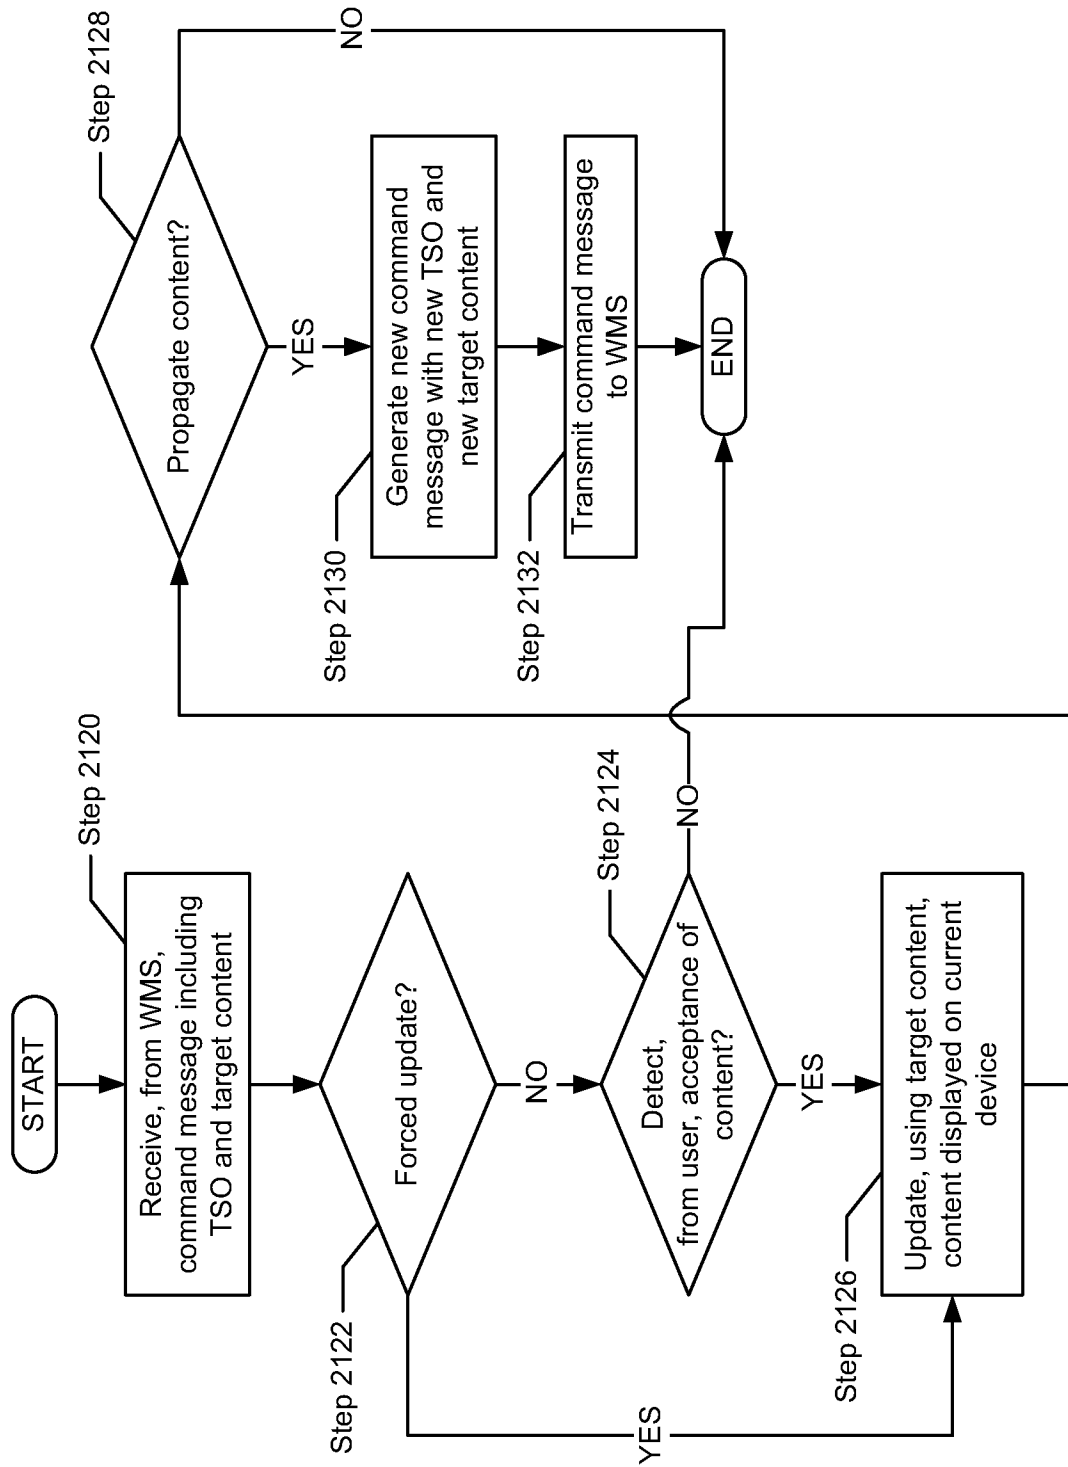 START
Step 2120
Receive, from WMS,
command message including
TSO and target content
Step 2122
Forced update?
YES
NO
Step 2124
Detect,
from user, acceptance of
content?
NO
YES
Step 2126
Update, using target content,
content displayed on current
device
Step 2128
Propagate content?
NO
YES
Step 2130
Generate new command
message with new TSO and
new target content
Step 2132
Transmit command message
to WMS
END